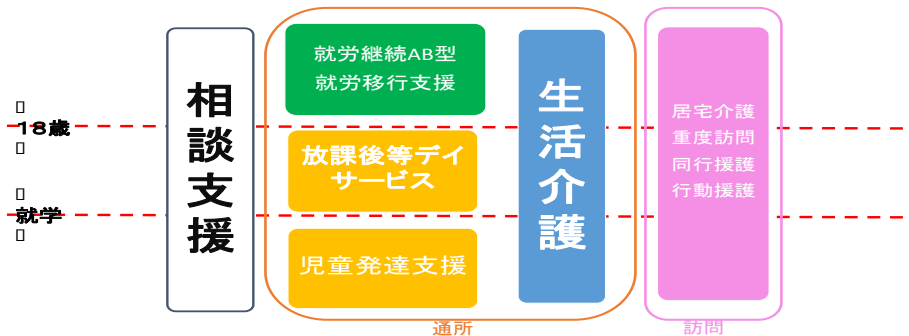 18歳
就学
相談支援
就労継続AB型
就労移行支援
放課後等デイ
サービス
児童発達支援
生活介護
居宅介護
重度訪問
同行援護
行動援護
通所
訪問